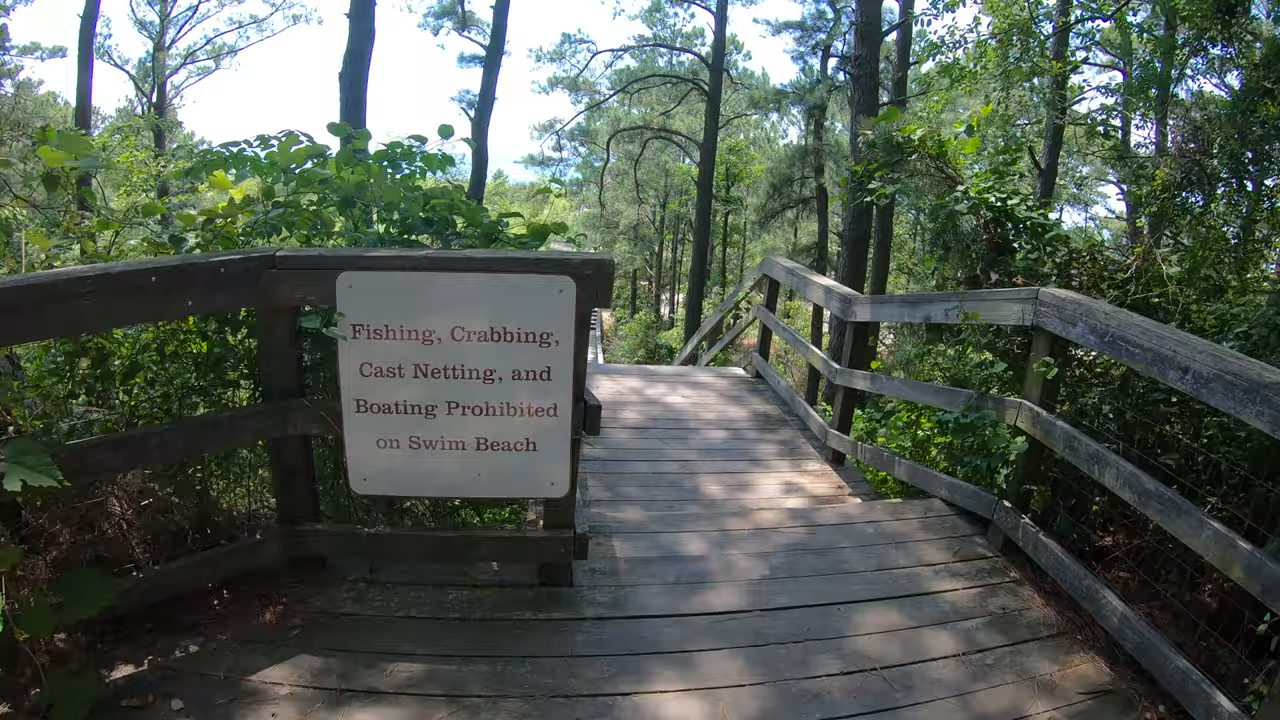 Fishing, Crabbing,
Cast Netting, and
Boating Prohibited
on Swim Beach